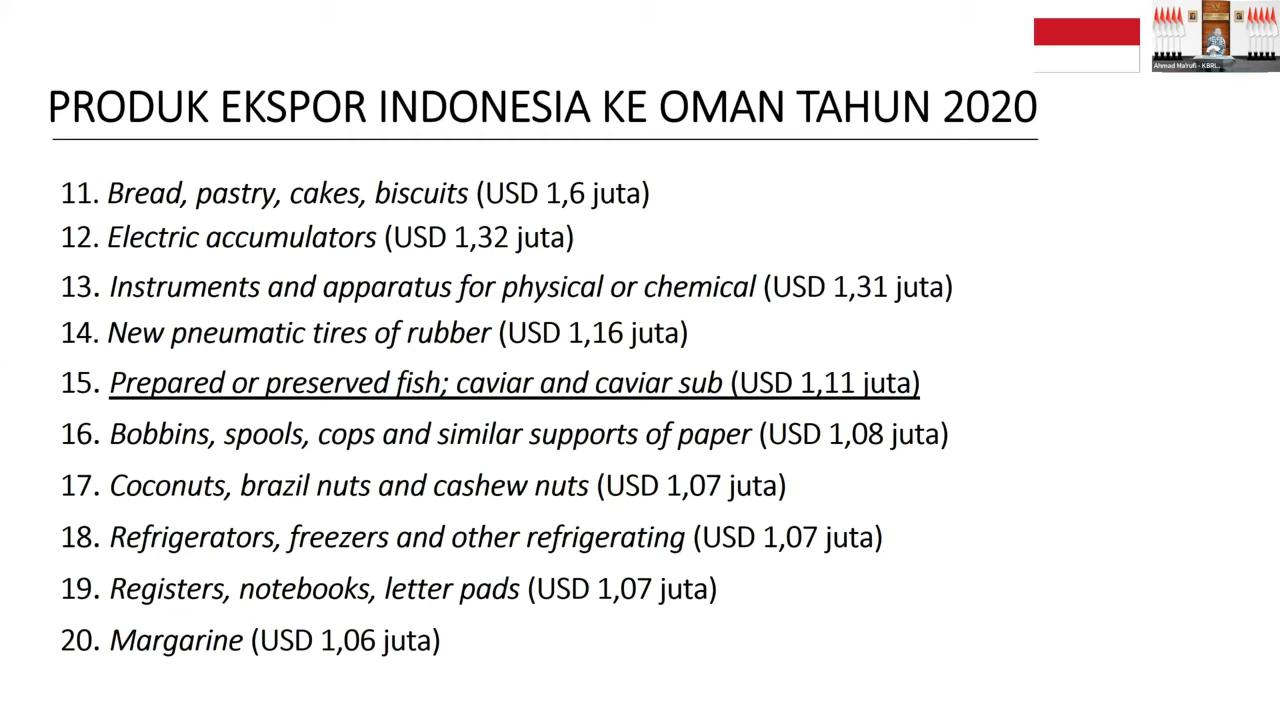 Ahmad Ma'rufi - KBRI...
PRODUK EKSPOR INDONESIA KE OMAN TAHUN 2020
11. Bread, pastry, cakes, biscuits (USD 1,6 juta)
12. Electric accumulators (USD 1,32 juta)
13. Instruments and apparatus for physical or chemical (USD 1,31 juta)
14. New pneumatic tires of rubber (USD 1,16 juta)
15. Prepared or preserved fish; caviar and caviar sub (USD 1,11 juta)
16. Bobbins, spools, cops and similar supports of paper (USD 1,08 juta)
17. Coconuts, brazil nuts and cashew nuts (USD 1,07 juta)
18. Refrigerators, freezers and other refrigerating (USD 1,07 juta)
19. Registers, notebooks, letter pads (USD 1,07 juta)
20. Margarine (USD 1,06 juta)